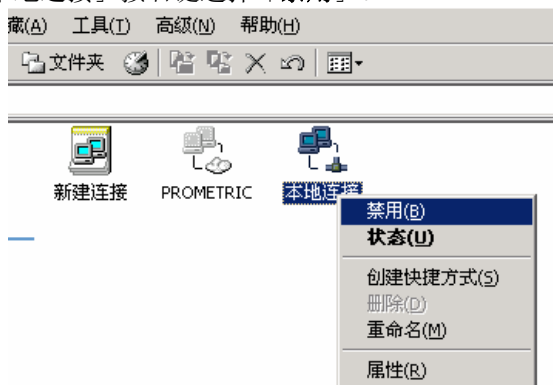 藏(A) 工具(T) 高级(N) 帮助(H)
文件夹
新建连接 PROMETRIC 本地连接
禁用(B)
状态(U)
创建快捷方式(S)
删除(D)
重命名(M)
属性(R)